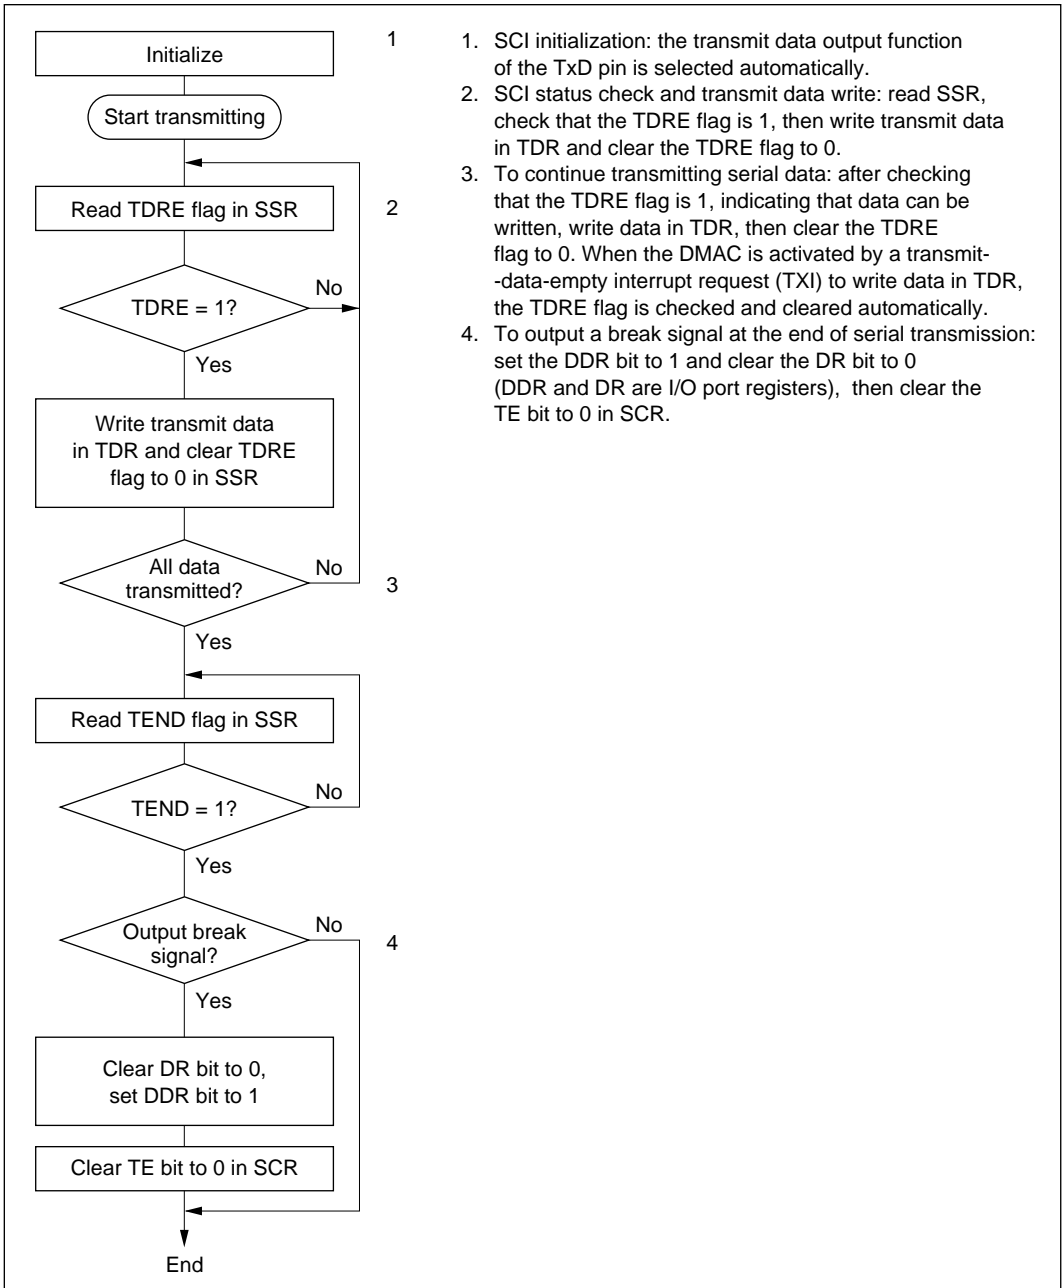 Initialize
1
Start transmitting
Read TDRE flag in SSR
2
TDRE = 1?
No
Yes
Write transmit data
in TDR and clear TDRE
flag to 0 in SSR
All data
transmitted?
No
3
Yes
Read TEND flag in SSR
TEND = 1?
No
Yes
Output break
signal?
No
4
Yes
Clear DR bit to 0,
set DDR bit to 1
Clear TE bit to 0 in SCR
End
1. SCI initialization: the transmit data output function
of the TxD pin is selected automatically.
2. SCI status check and transmit data write: read SSR,
check that the TDRE flag is 1, then write transmit data
in TDR and clear the TDRE flag to 0.
3. To continue transmitting serial data: after checking
that the TDRE flag is 1, indicating that data can be
written, write data in TDR, then clear the TDRE
flag to 0. When the DMAC is activated by a transmit-
-data-empty interrupt request (TXI) to write data in TDR,
the TDRE flag is checked and cleared automatically.
4. To output a break signal at the end of serial transmission:
set the DDR bit to 1 and clear the DR bit to 0
(DDR and DR are I/O port registers), then clear the
TE bit to 0 in SCR.